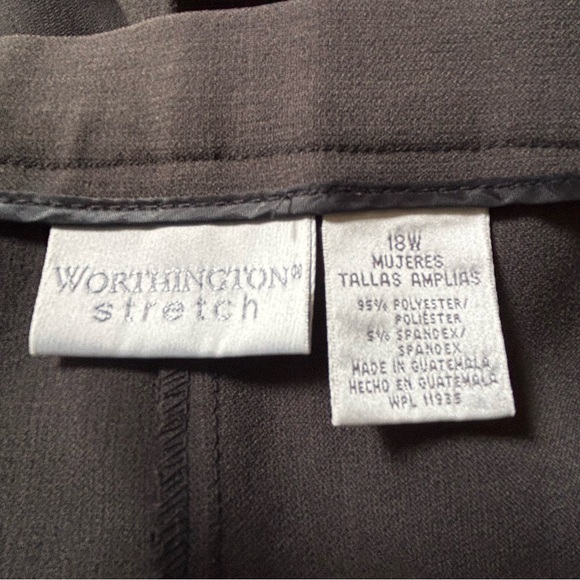 WORTHINGTON®
stretch
18W
MUJERES
TALLAS AMPLIAS
95% POLYESTER/
POLIÉSTER
5% SPANDEX/
SPANDEX
MADE IN GUATEMALA
HECHO EN GUATEMALA
WPL 11935